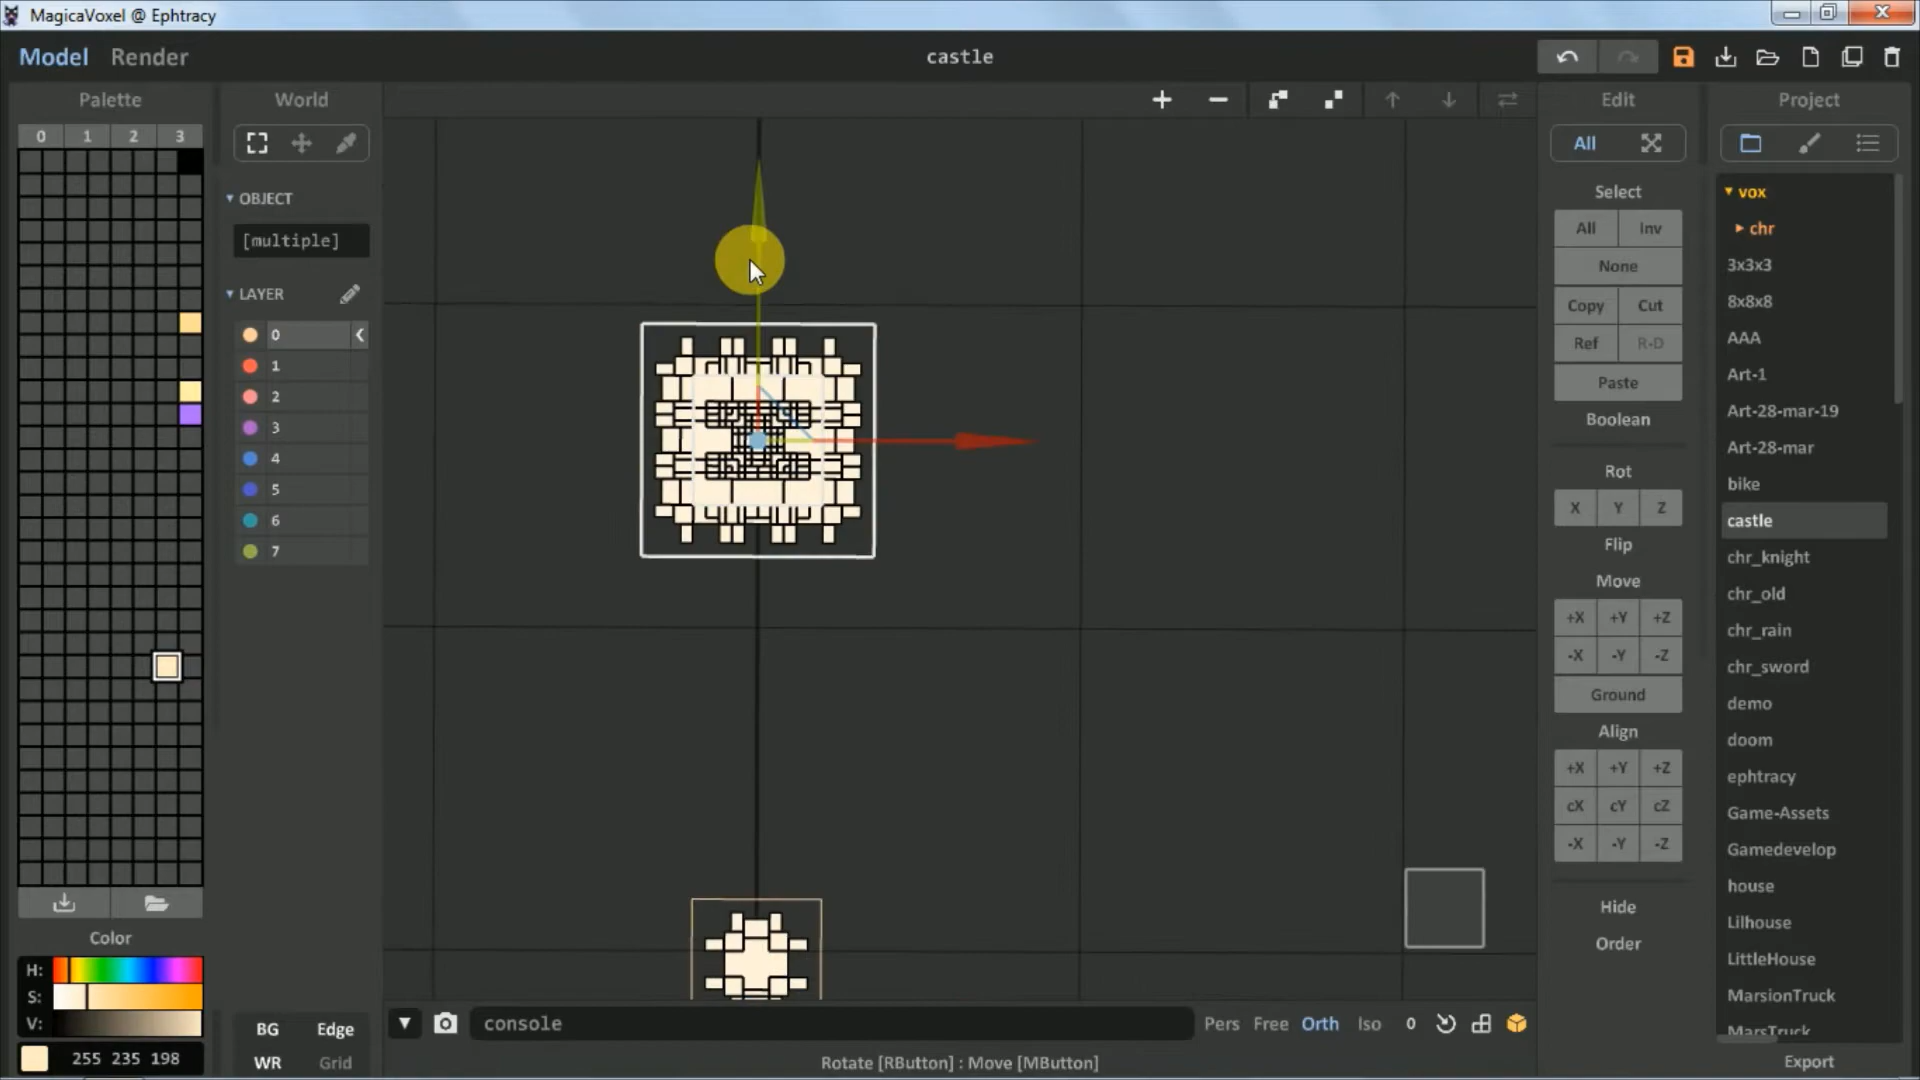 MagicaVoxel @ Ephtracy
Model Render
castle
Palette
0 1 2 3
Color
H:
S:
V:
255 235 198
World
OBJECT
[multiple]
LAYER
0
1
2
3
4
5
6
7
BG Edge
WR Grid
console
Pers Free Orth Iso 0
Rotate [RButton] : Move [MButton]
Edit
All
Select
All Inv
None
Copy Cut
Ref R-D
Paste
Boolean
Rot
X Y Z
Flip
Move
+X +Y +Z
-X -Y -Z
Ground
Align
+X +Y +Z
cX cY cZ
-X -Y -Z
Hide
Order
Project
vox
chr
3x3x3
8x8x8
AAA
Art-1
Art-28-mar-19
Art-28-mar
bike
castle
chr_knight
chr_old
chr_rain
chr_sword
demo
doom
ephtracy
Game-Assets
Gamedevelop
house
Lilhouse
LittleHouse
MarsionTruck
MarsTruck
Export